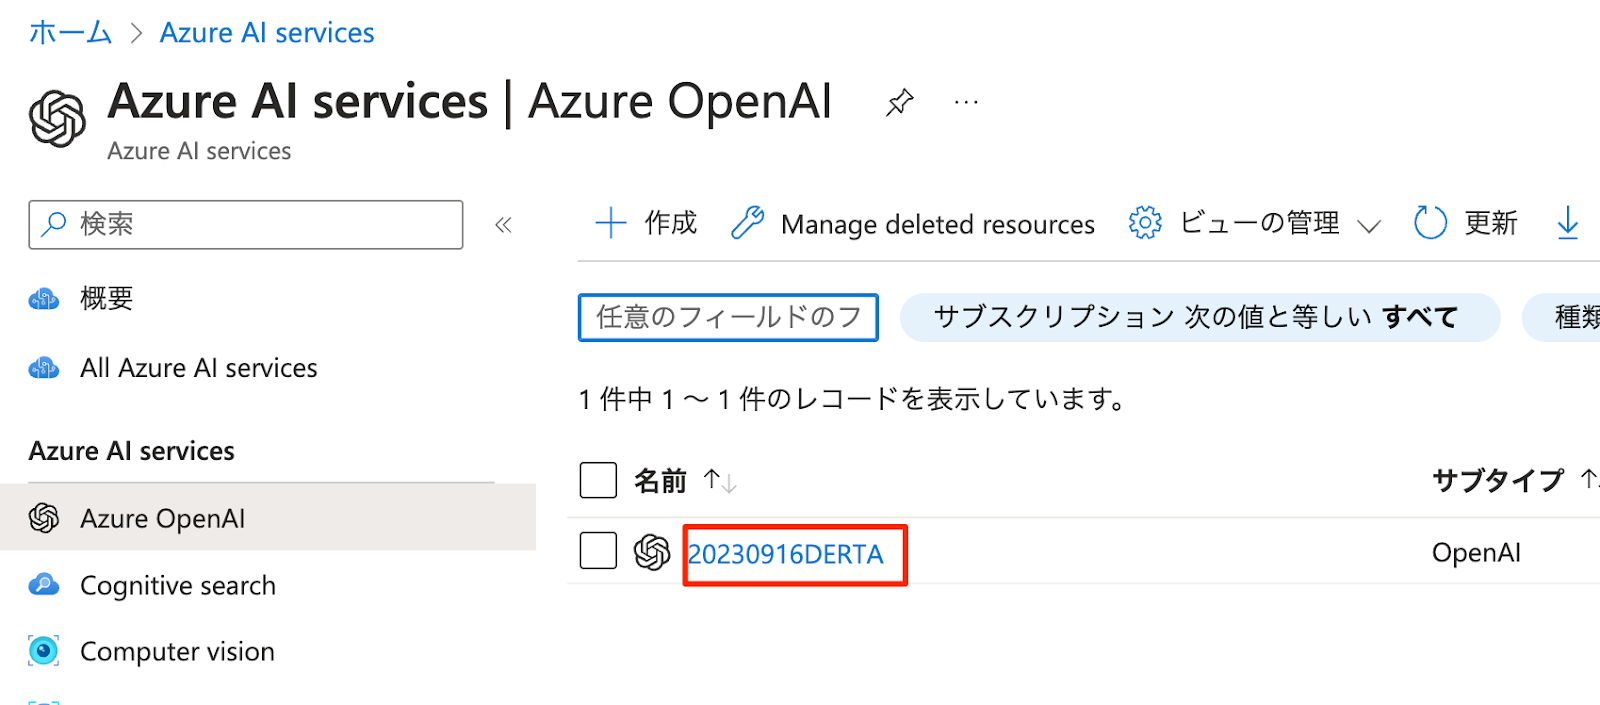 ホーム > Azure AI services
Azure AI services | Azure OpenAI ...
Azure AI services
検索 «
＋ 作成 Manage deleted resources ビューの管理 更新
概要
All Azure AI services
Azure AI services
Azure OpenAI
Cognitive search
Computer vision
任意のフィールドのフ サブスクリプション 次の値と等しい すべて 種類
1 件中 1 ～ 1 件のレコードを表示しています。
名前 ↑↓ サブタイプ ↑
20230916DERTA OpenAI